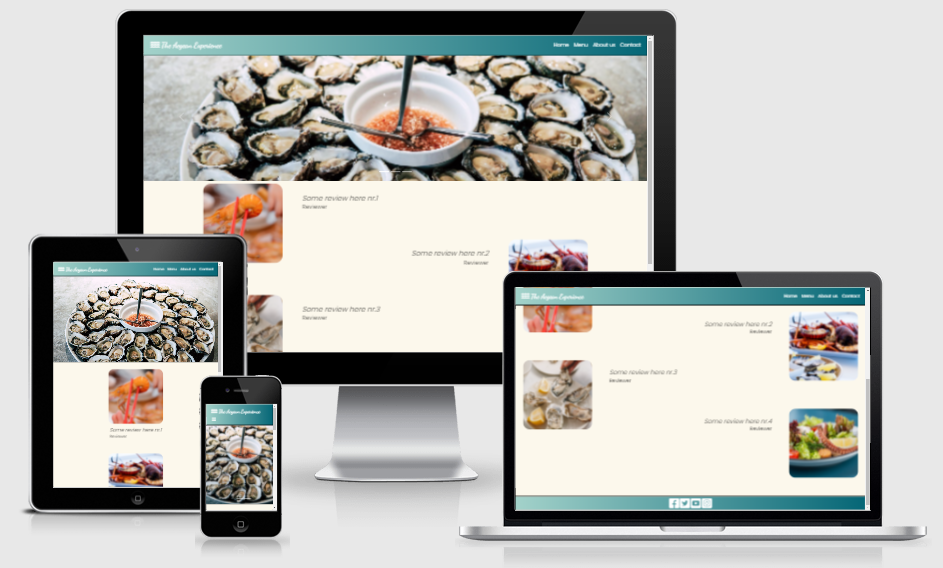 The Aegean Experience
Home Menu About us Contact
Some review here nr.1
Reviewer
Some review here nr.2
Reviewer
Some review here nr.3
Reviewer
The Aegean Experience
Home Menu About us Contact
Some review here nr.1
Reviewer
The Aegean Experience
The Aegean Experience
Home Menu About us Contact
Some review here nr.2
Reviewer
Some review here nr.3
Reviewer
Some review here nr.4
Reviewer